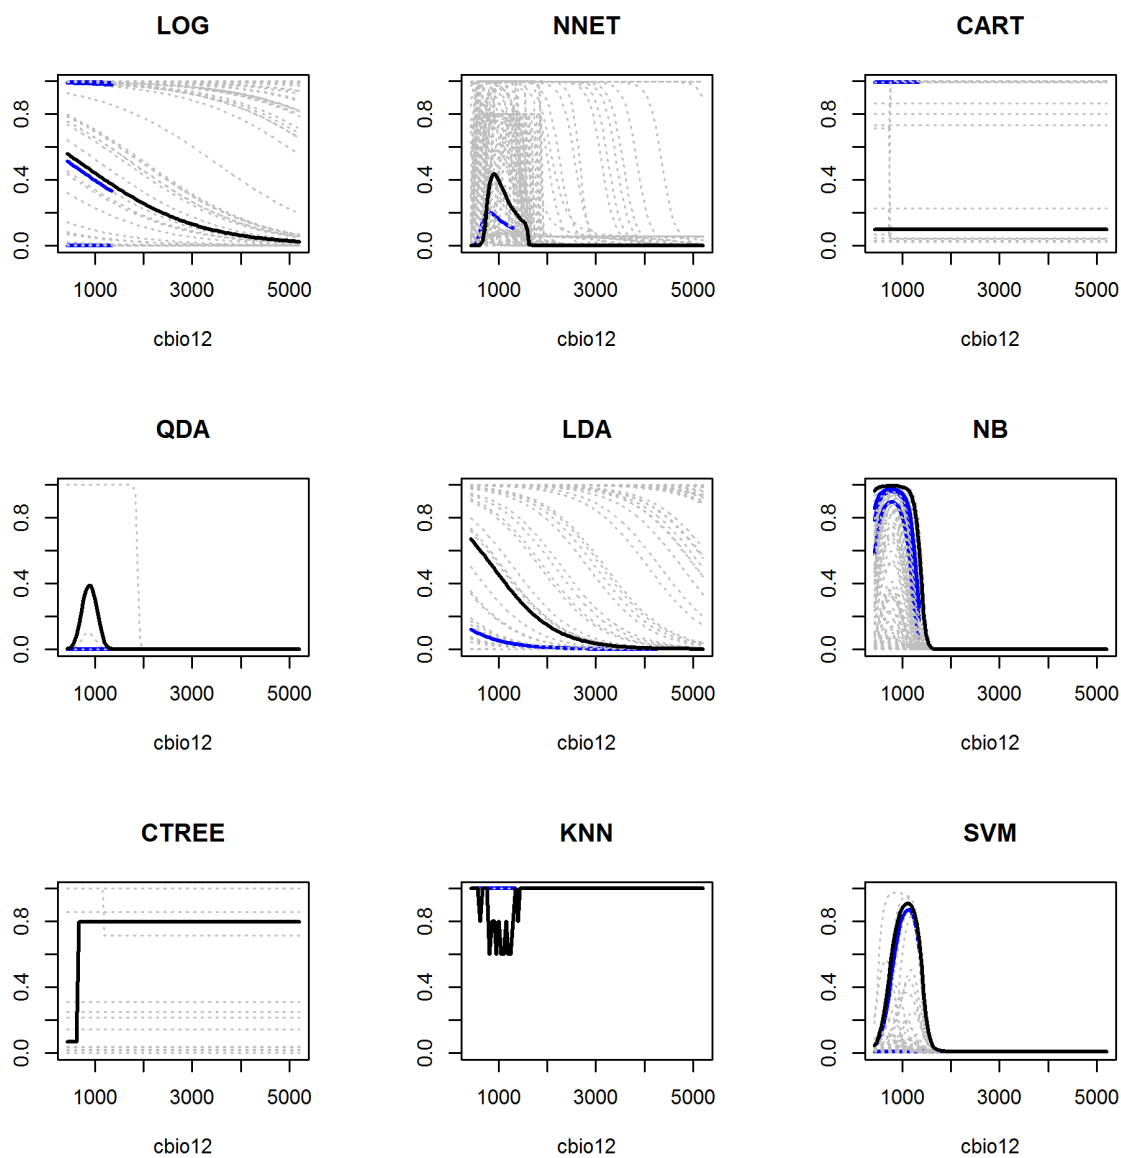 LOG NNET CART
0.8 0.8 0.8
0.4 0.4 0.4
0.0 0.0 0.0
1000 3000 5000 1000 3000 5000 1000 3000 5000
cbio12 cbio12 cbio12
QDA LDA NB
0.8 0.8 0.8
0.4 0.4 0.4
0.0 0.0 0.0
1000 3000 5000 1000 3000 5000 1000 3000 5000
cbio12 cbio12 cbio12
CTREE KNN SVM
0.8 0.8 0.8
0.4 0.4 0.4
0.0 0.0 0.0
1000 3000 5000 1000 3000 5000 1000 3000 5000
cbio12 cbio12 cbio12